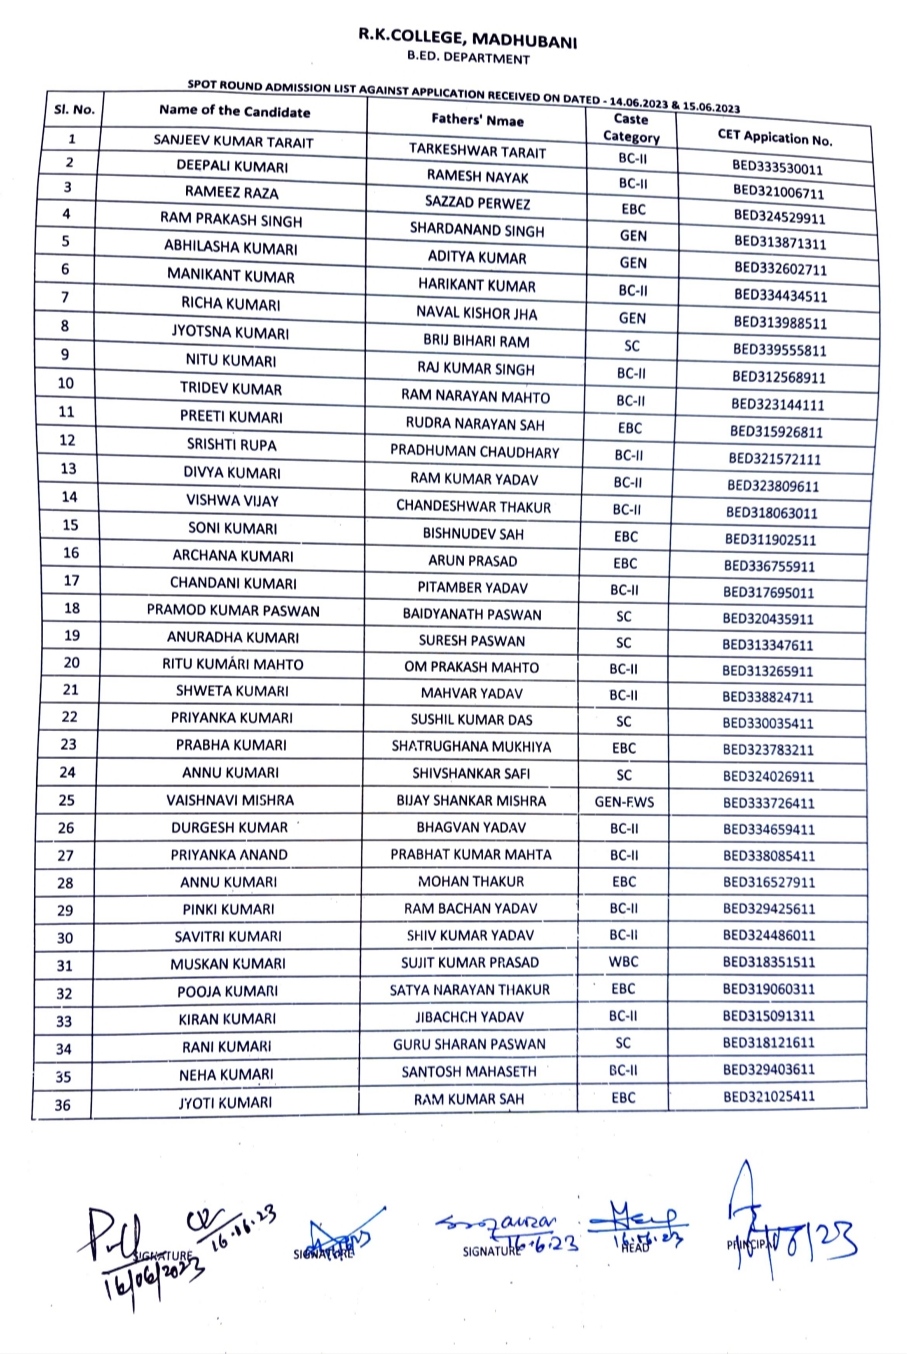 R.K.COLLEGE, MADHUBANI
B.ED. DEPARTMENT
SPOT ROUND ADMISSION LIST AGAINST APPLICATION RECEIVED ON DATED - 14.06.2023 & 15.06.2023
Sl. No. Name of the Candidate Fathers' Nmae Caste Category CET Appication No.
1 SANJEEV KUMAR TARAIT TARKESHWAR TARAIT BC-II BED333530011
2 DEEPALI KUMARI RAMESH NAYAK BC-II BED321006711
3 RAMEEZ RAZA SAZZAD PERWEZ EBC BED324529911
4 RAM PRAKASH SINGH SHARDANAND SINGH GEN BED313871311
5 ABHILASHA KUMARI ADITYA KUMAR GEN BED332602711
6 MANIKANT KUMAR HARIKANT KUMAR BC-II BED334434511
7 RICHA KUMARI NAVAL KISHOR JHA GEN BED313988511
8 JYOTSNA KUMARI BRIJ BIHARI RAM SC BED339555811
9 NITU KUMARI RAJ KUMAR SINGH BC-II BED312568911
10 TRIDEV KUMAR RAM NARAYAN MAHTO BC-II BED323144111
11 PREETI KUMARI RUDRA NARAYAN SAH EBC BED315926811
12 SRISHTI RUPA PRADHUMAN CHAUDHARY BC-II BED321572111
13 DIVYA KUMARI RAM KUMAR YADAV BC-II BED323809611
14 VISHWA VIJAY CHANDESHWAR THAKUR BC-II BED318063011
15 SONI KUMARI BISHNUDEV SAH EBC BED311902511
16 ARCHANA KUMARI ARUN PRASAD EBC BED336755911
17 CHANDANI KUMARI PITAMBER YADAV BC-II BED317695011
18 PRAMOD KUMAR PASWAN BAIDYANATH PASWAN SC BED320435911
19 ANURADHA KUMARI SURESH PASWAN SC BED313347611
20 RITU KUMARI MAHTO OM PRAKASH MAHTO BC-II BED313265911
21 SHWETA KUMARI MAHVAR YADAV BC-II BED338824711
22 PRIYANKA KUMARI SUSHIL KUMAR DAS SC BED330035411
23 PRABHA KUMARI SHATRUGHANA MUKHIYA EBC BED323783211
24 ANNU KUMARI SHIVSHANKAR SAFI SC BED324026911
25 VAISHNAVI MISHRA BIJAY SHANKAR MISHRA GEN-F.WS BED333726411
26 DURGESH KUMAR BHAGVAN YADAV BC-II BED334659411
27 PRIYANKA ANAND PRABHAT KUMAR MAHTA BC-II BED338085411
28 ANNU KUMARI MOHAN THAKUR EBC BED316527911
29 PINKI KUMARI RAM BACHAN YADAV BC-II BED329425611
30 SAVITRI KUMARI SHIV KUMAR YADAV BC-II BED324486011
31 MUSKAN KUMARI SUJIT KUMAR PRASAD WBC BED318351511
32 POOJA KUMARI SATYA NARAYAN THAKUR EBC BED319060311
33 KIRAN KUMARI JIBACHCH YADAV BC-II BED315091311
34 RANI KUMARI GURU SHARAN PASWAN SC BED318121611
35 NEHA KUMARI SANTOSH MAHASETH BC-II BED329403611
36 JYOTI KUMARI RAM KUMAR SAH EBC BED321025411
16.06.23
SIGNATURE SIGNATURE SIGNATURE HEAD PRINCIPAL
16/06/2023 16.6.23 16.06.23